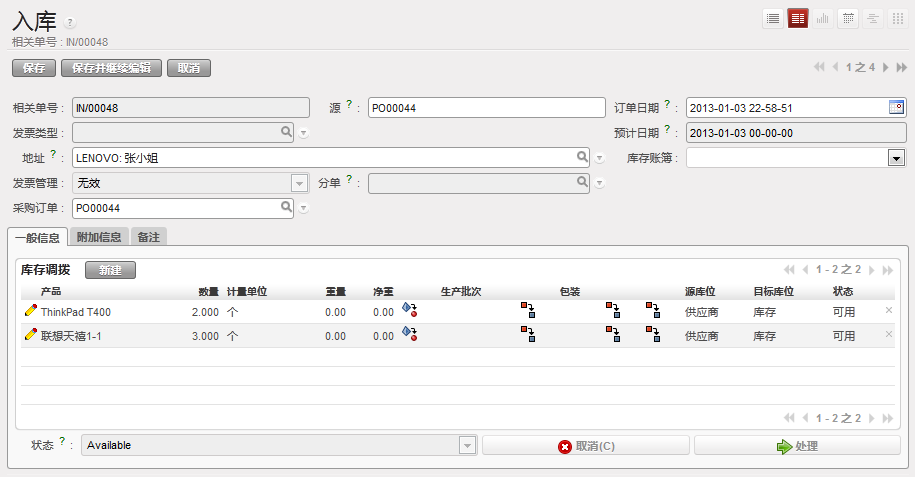 入库 ?
相关单号 : IN/00048
保存 保存并继续编辑 取消 1 之 4
相关单号 : IN/00048 源 ? : PO00044 订单日期 ? : 2013-01-03 22-58-51
发票类型 : 预计日期 ? : 2013-01-03 00-00-00
地址 ? : LENOVO: 张小姐 库存账簿 :
发票管理 : 无效 分单 ? :
采购订单 : PO00044
一般信息 附加信息 备注
库存调拨 新建 1 - 2 之 2
产品 数量 计量单位 重量 净重 生产批次 包装 源库位 目标库位 状态
ThinkPad T400 2.000 个 0.00 0.00 供应商 库存 可用
联想天禧1-1 3.000 个 0.00 0.00 供应商 库存 可用
1 - 2 之 2
状态 ? : Available 取消(C) 处理